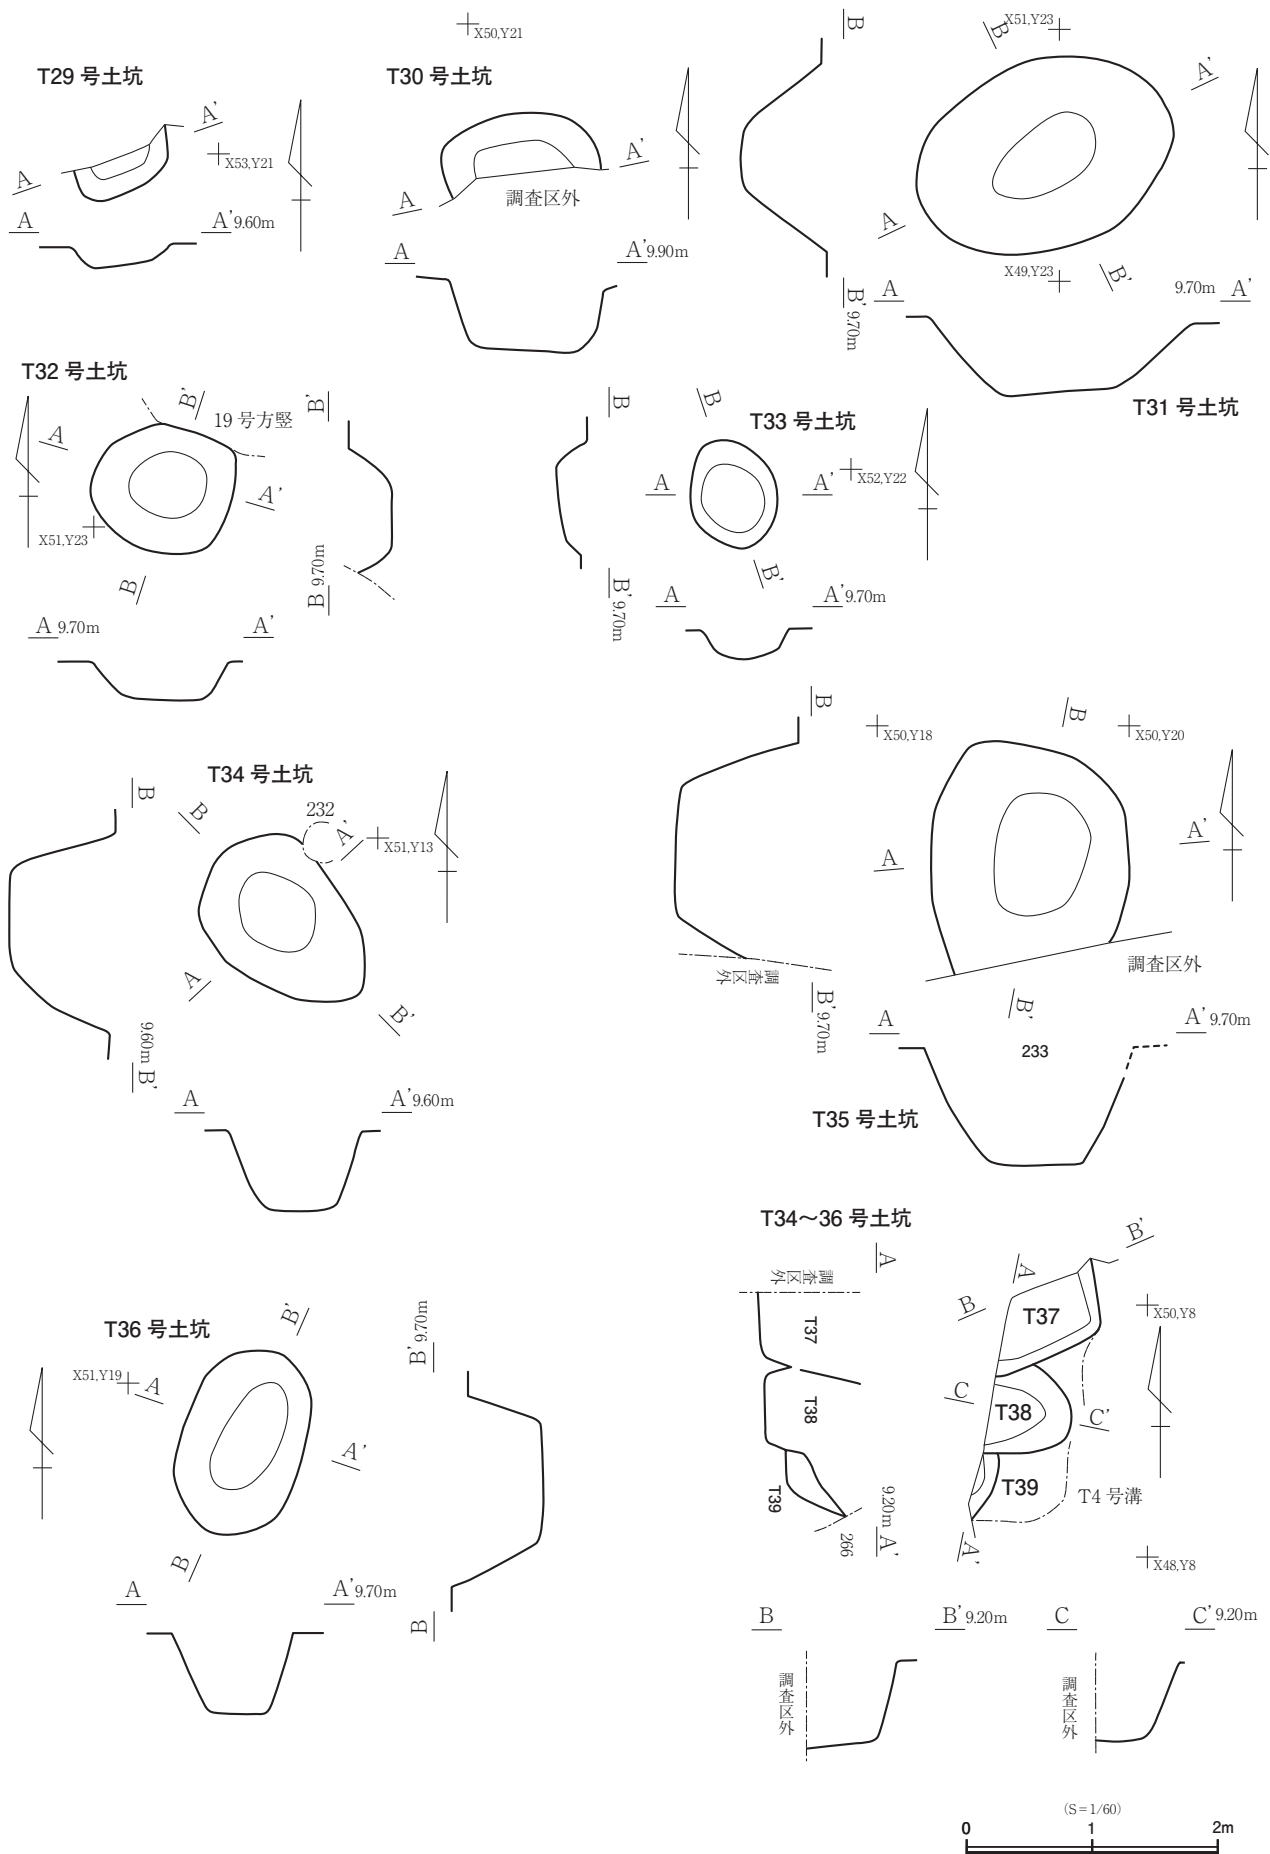 T29 号土坑
A
A'
X53,Y21
A
A' 9.60m
X50,Y21
T30 号土坑
A
A'
調査区外
A
A' 9.90m
B
B' 9.70m
X51,Y23
B
A'
A
X49,Y23
B'
A
9.70m A'
T31 号土坑
T32 号土坑
B'
19 号方竪
A
A'
X51,Y23
B
B'
B 9.70m
A 9.70m
A'
B
B' 9.70m
B
T33 号土坑
A
A'
X52,Y22
B'
A
A' 9.70m
T34 号土坑
B
9.60m B'
B
232
A'
X51,Y13
A
B'
A
A' 9.60m
B
調査区外
B' 9.70m
X50,Y18
B
X50,Y20
A
A'
調査区外
B'
A
A' 9.70m
233
T35 号土坑
T36 号土坑
B'
X51,Y19
A
A'
B
B' 9.70m
B
A
A' 9.70m
T34~36 号土坑
A
調査区外
T37
T38
T39
9.20m A'
266
B'
A
B
T37
X50,Y8
C
T38
C'
T39
T4 号溝
A'
X48,Y8
B
B' 9.20m
調査区外
C
C' 9.20m
調査区外
(S=1/60)
0 1 2m